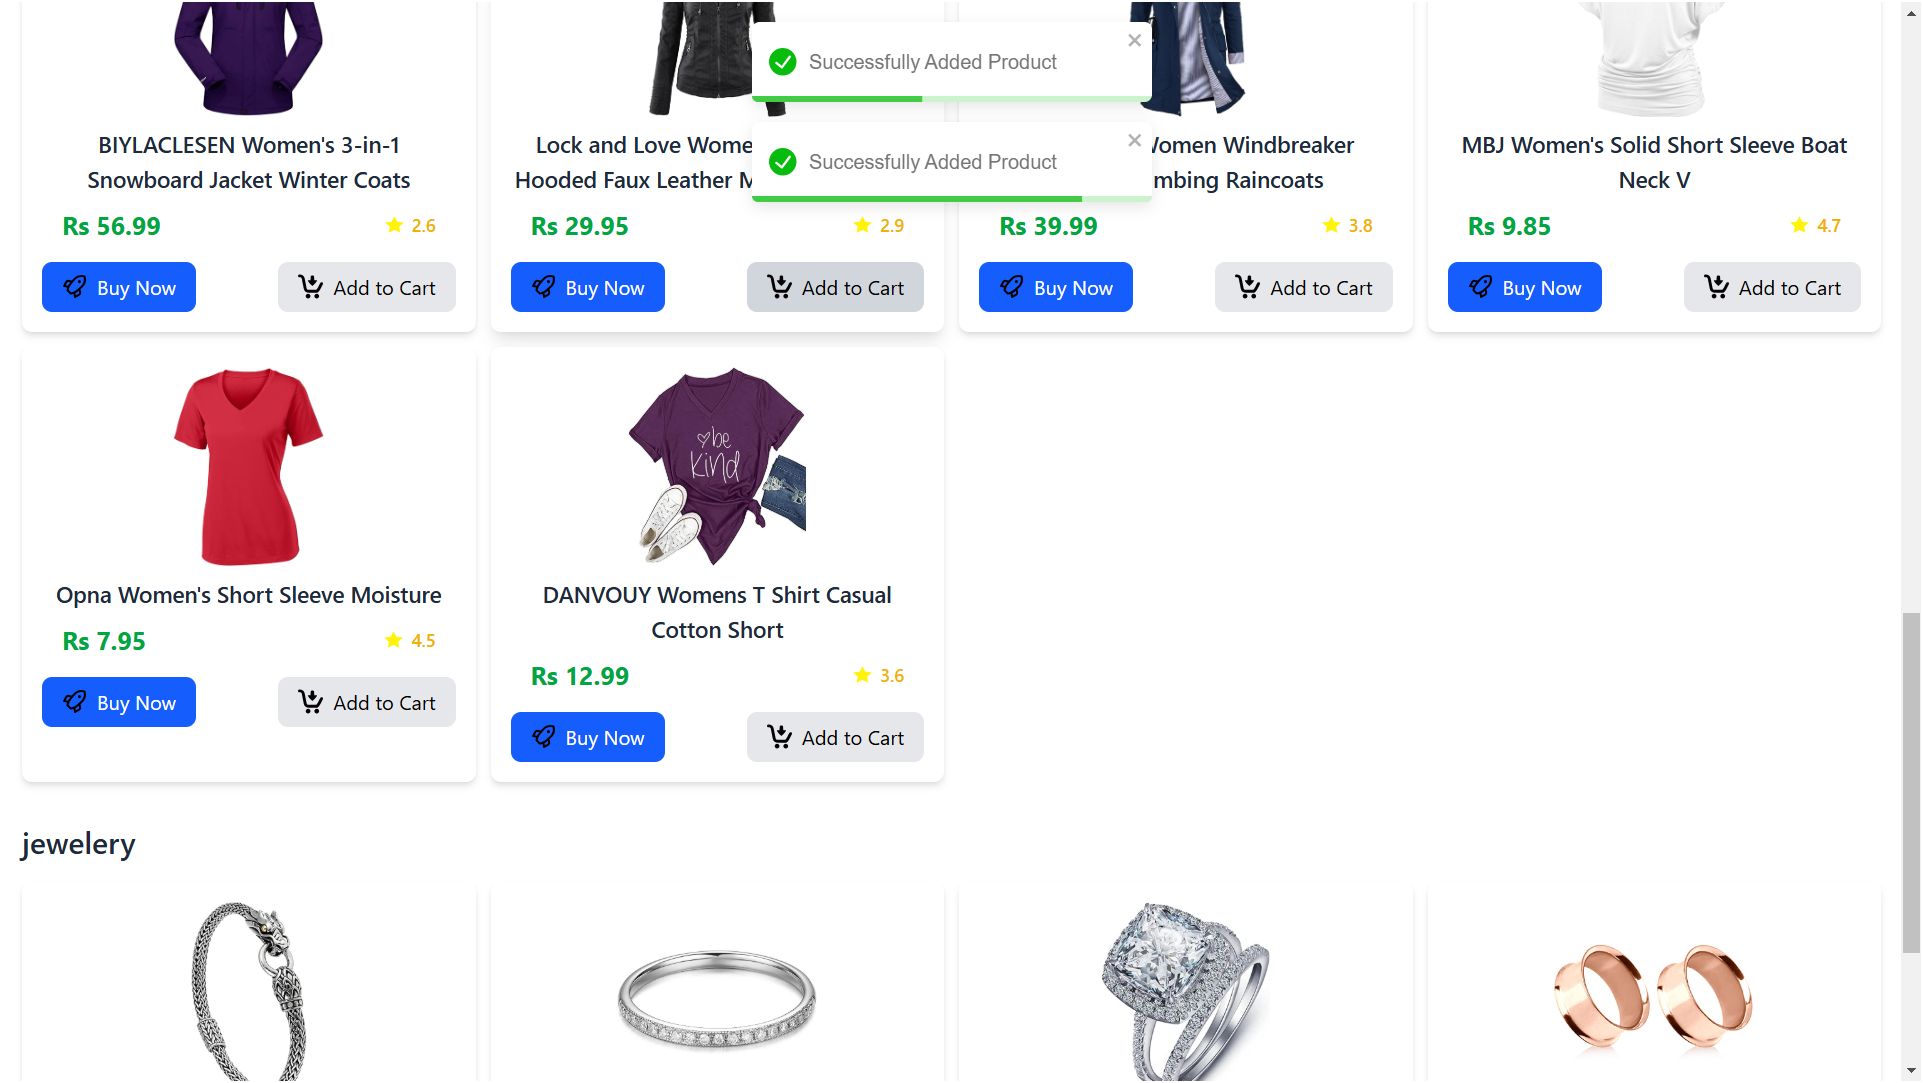 Successfully Added Product
Successfully Added Product
BIYLACLESEN Women's 3-in-1
Snowboard Jacket Winter Coats
Rs 56.99
2.6
Buy Now
Add to Cart
Lock and Love Wome
Hooded Faux Leather
Rs 29.95
2.9
Buy Now
Add to Cart
Women Windbreaker
mbing Raincoats
Rs 39.99
3.8
Buy Now
Add to Cart
MBJ Women's Solid Short Sleeve Boat
Neck V
Rs 9.85
4.7
Buy Now
Add to Cart
Opna Women's Short Sleeve Moisture
Rs 7.95
4.5
Buy Now
Add to Cart
be
kind
DANVOUY Womens T Shirt Casual
Cotton Short
Rs 12.99
3.6
Buy Now
Add to Cart
jewelery